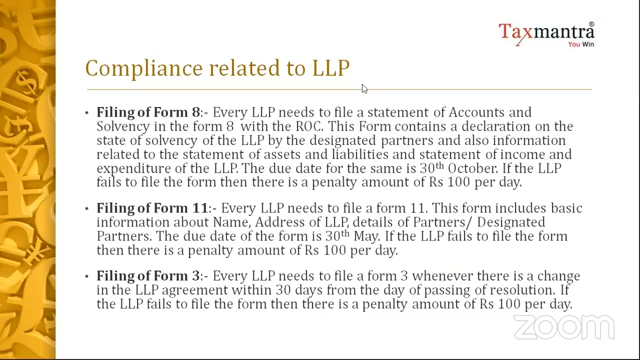 Taxmantra®
You Win
Compliance related to LLP
• Filing of Form 8:- Every LLP needs to file a statement of Accounts and
Solvency in the form 8 with the ROC. This Form contains a declaration on the
state of solvency of the LLP by the designated partners and also information
related to the statement of assets and liabilities and statement of income and
expenditure of the LLP. The due date for the same is 30th October. If the LLP
fails to file the form then there is a penalty amount of Rs 100 per day.
• Filing of Form 11:- Every LLP needs to file a form 11. This form includes basic
information about Name, Address of LLP, details of Partners/ Designated
Partners. The due date of the form is 30th May. If the LLP fails to file the form
then there is a penalty amount of Rs 100 per day.
• Filing of Form 3:- Every LLP needs to file a form 3 whenever there is a change
in the LLP agreement within 30 days from the day of passing of resolution. If
the LLP fails to file the form then there is a penalty amount of Rs 100 per day.
zoom